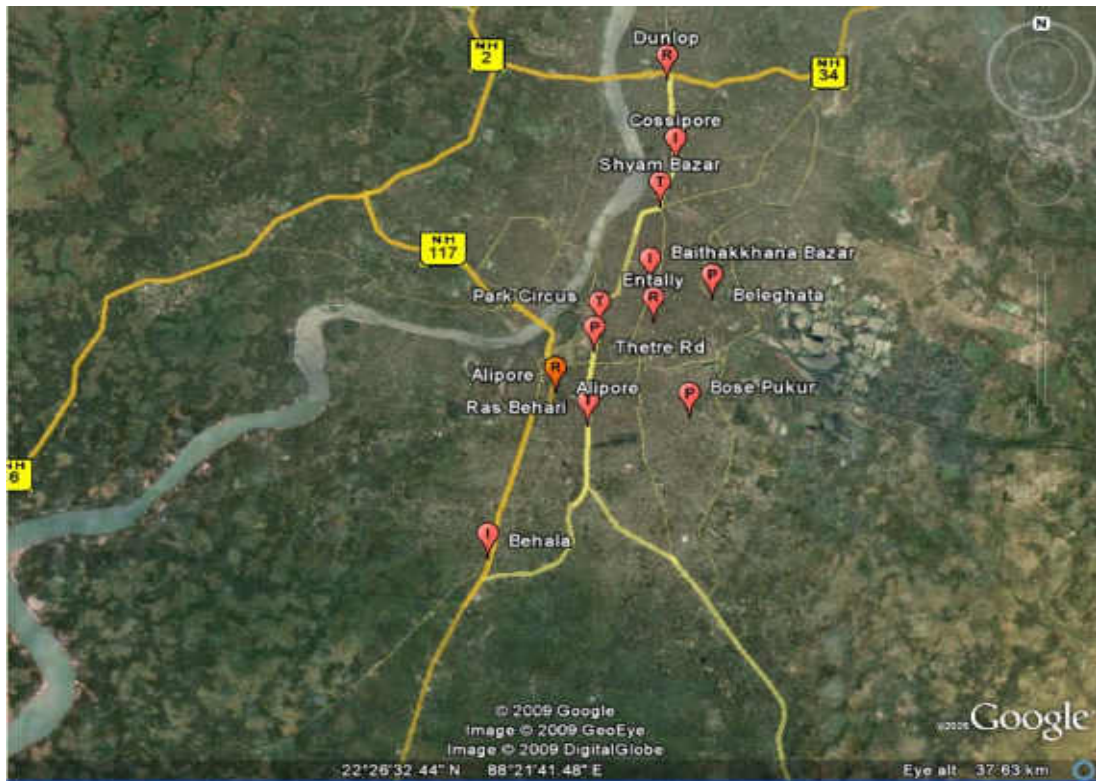 N
Dunlop
R
NH
2
NH
34
Cossipore
I
Shyam Bazar
T
NH
117
I
Baithakkhana Bazar
Entally
P
Park Circus
T
R
Beleghata
P
Thetre Rd
Alipore
R
Alipore
P
Bose Pukur
Ras Behari
NH
6
I
Behala
© 2009 Google
Image © 2009 GeoEye
Image © 2009 DigitalGlobe
©2005 Google™
22°26'32.44" N 88°21'41.48" E
Eye alt 37.63 km